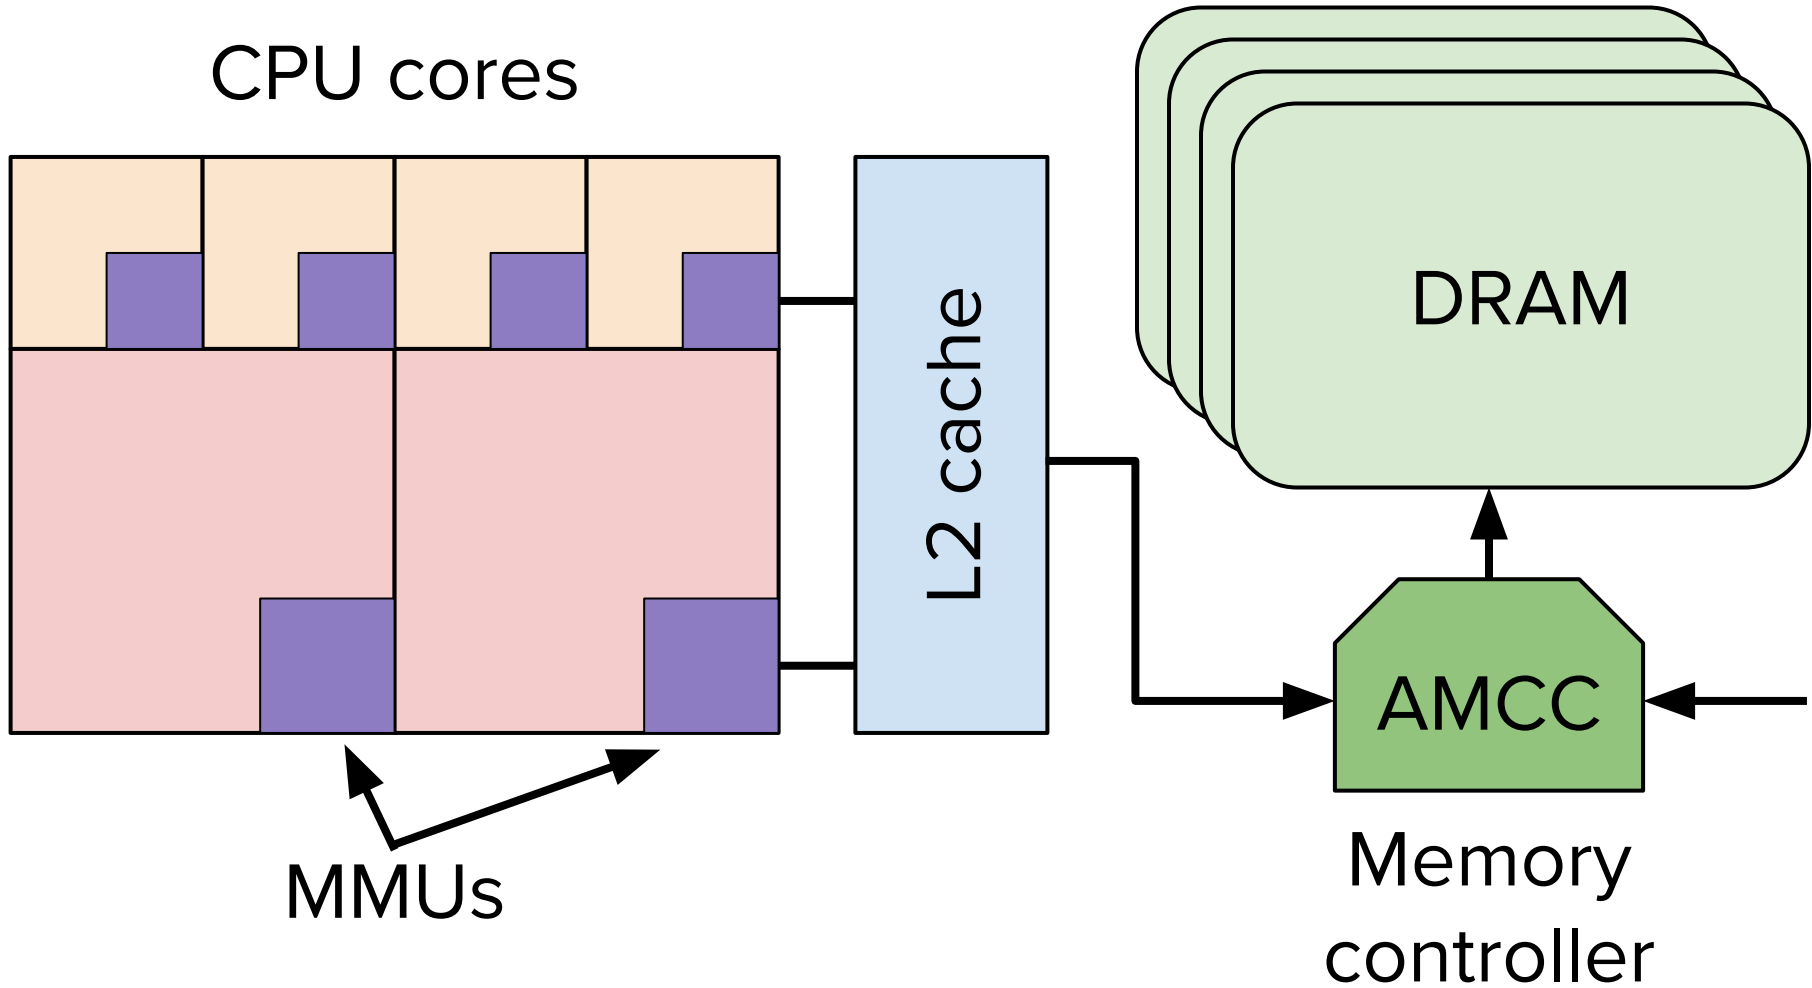 CPU cores
DRAM
L2 cache
AMCC
MMUs
Memory
controller